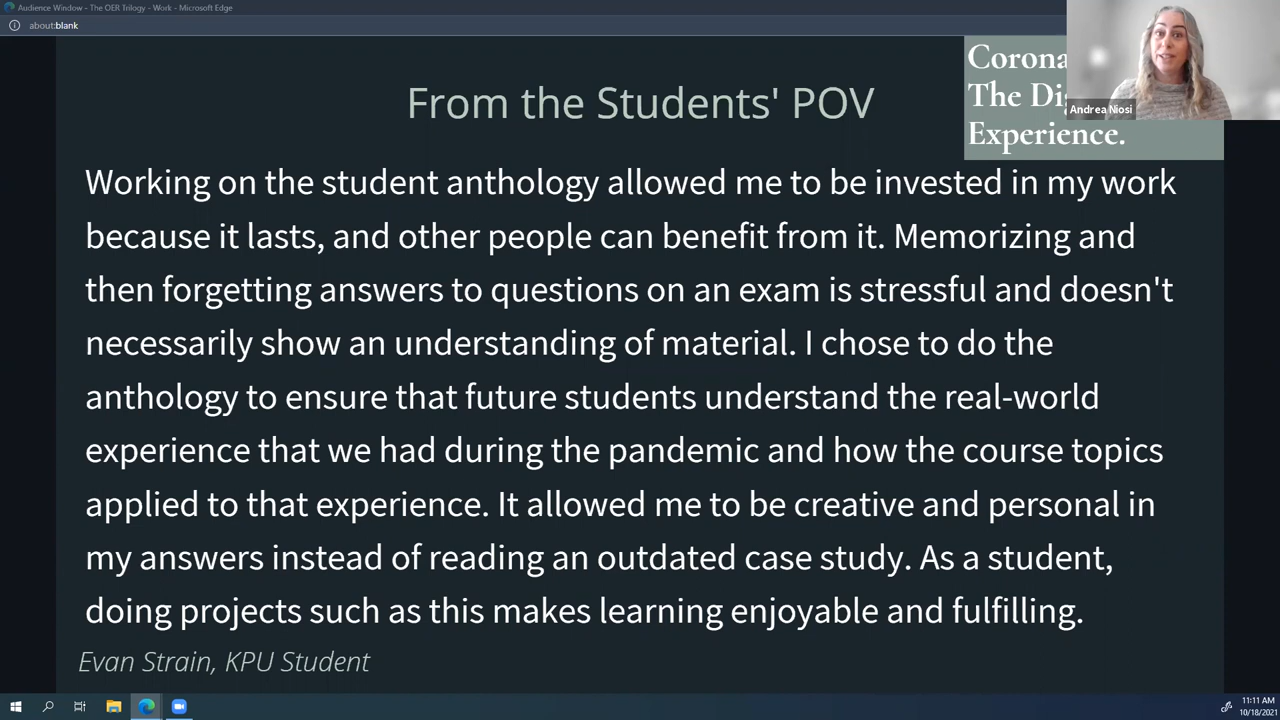 Audience Window - The OER Trilogy - Work - Microsoft Edge
about:blank
From the Students' POV
Corona
The Di
Experience.
Andrea Niosi
Working on the student anthology allowed me to be invested in my work
because it lasts, and other people can benefit from it. Memorizing and
then forgetting answers to questions on an exam is stressful and doesn't
necessarily show an understanding of material. I chose to do the
anthology to ensure that future students understand the real-world
experience that we had during the pandemic and how the course topics
applied to that experience. It allowed me to be creative and personal in
my answers instead of reading an outdated case study. As a student,
doing projects such as this makes learning enjoyable and fulfilling.
Evan Strain, KPU Student
11:11 AM
10/18/2021